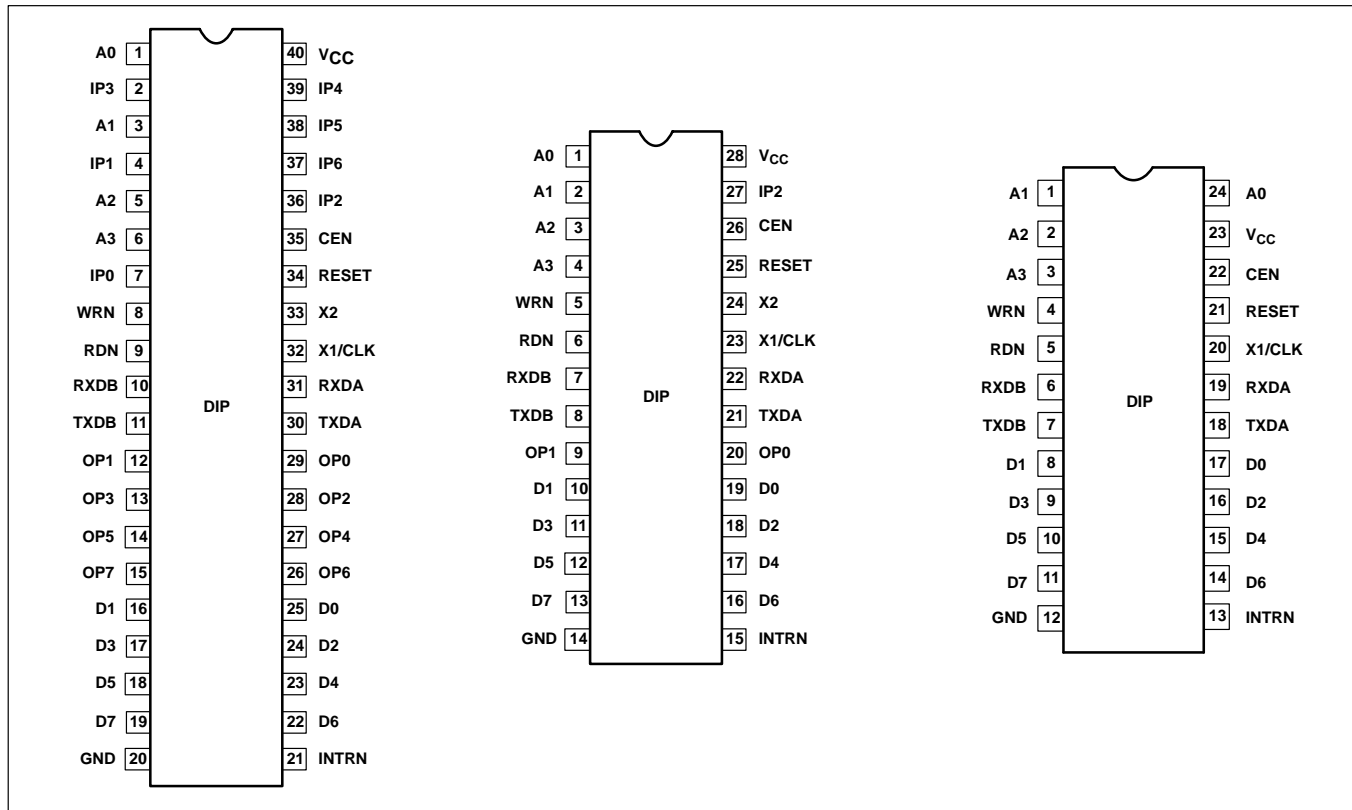 A0 1 40 VCC
IP3 2 39 IP4
A1 3 38 IP5
IP1 4 37 IP6
A2 5 36 IP2
A3 6 35 CEN
IP0 7 34 RESET
WRN 8 33 X2
RDN 9 32 X1/CLK
RXDB 10 31 RXDA
TXDB 11 30 TXDA
DIP
OP1 12 29 OP0
OP3 13 28 OP2
OP5 14 27 OP4
OP7 15 26 OP6
D1 16 25 D0
D3 17 24 D2
D5 18 23 D4
D7 19 22 D6
GND 20 21 INTRN
A0 1 28 VCC
A1 2 27 IP2
A2 3 26 CEN
A3 4 25 RESET
WRN 5 24 X2
RDN 6 23 X1/CLK
RXDB 7 22 RXDA
DIP
TXDB 8 21 TXDA
OP1 9 20 OP0
D1 10 19 D0
D3 11 18 D2
D5 12 17 D4
D7 13 16 D6
GND 14 15 INTRN
A1 1 24 A0
A2 2 23 VCC
A3 3 22 CEN
WRN 4 21 RESET
RDN 5 20 X1/CLK
RXDB 6 19 RXDA
DIP
TXDB 7 18 TXDA
D1 8 17 D0
D3 9 16 D2
D5 10 15 D4
D7 11 14 D6
GND 12 13 INTRN